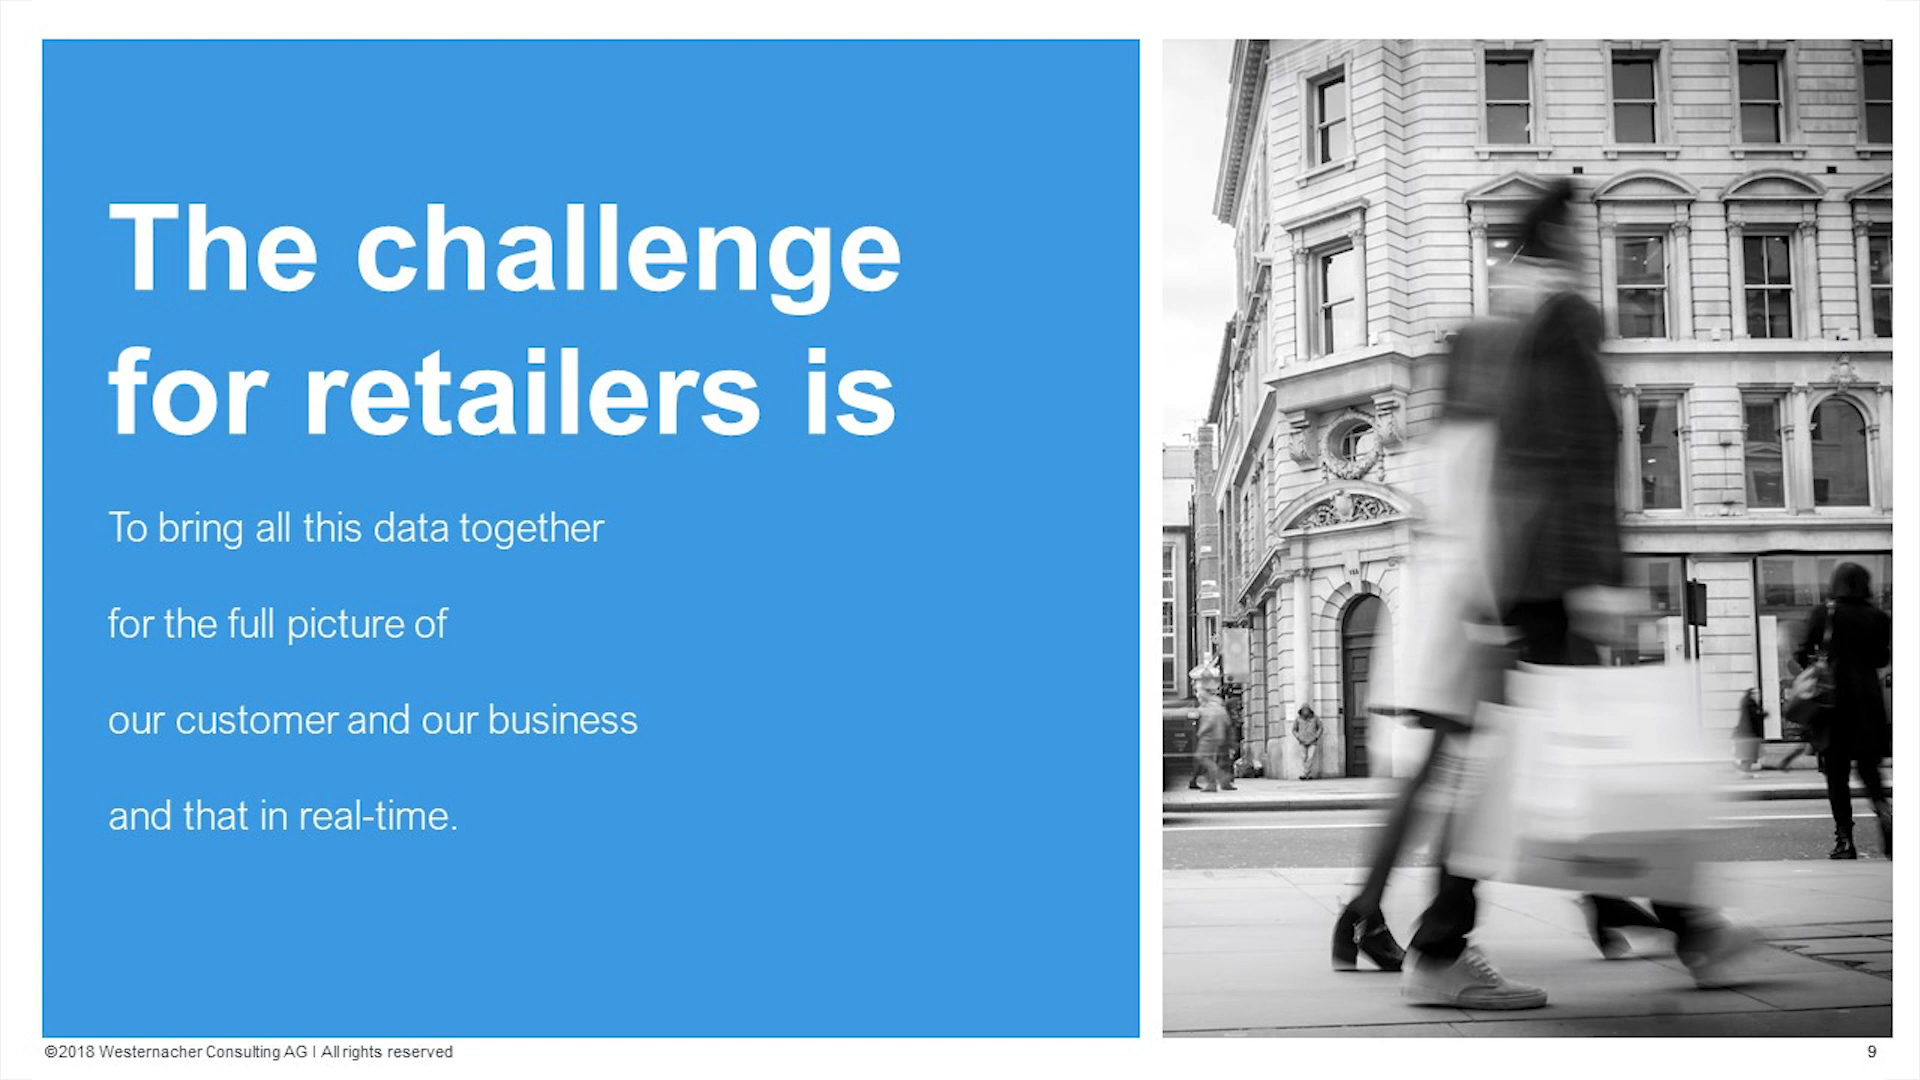 The challenge
for retailers is
To bring all this data together
for the full picture of
our customer and our business
and that in real-time.
©2018 Westernacher Consulting AG | All rights reserved
9